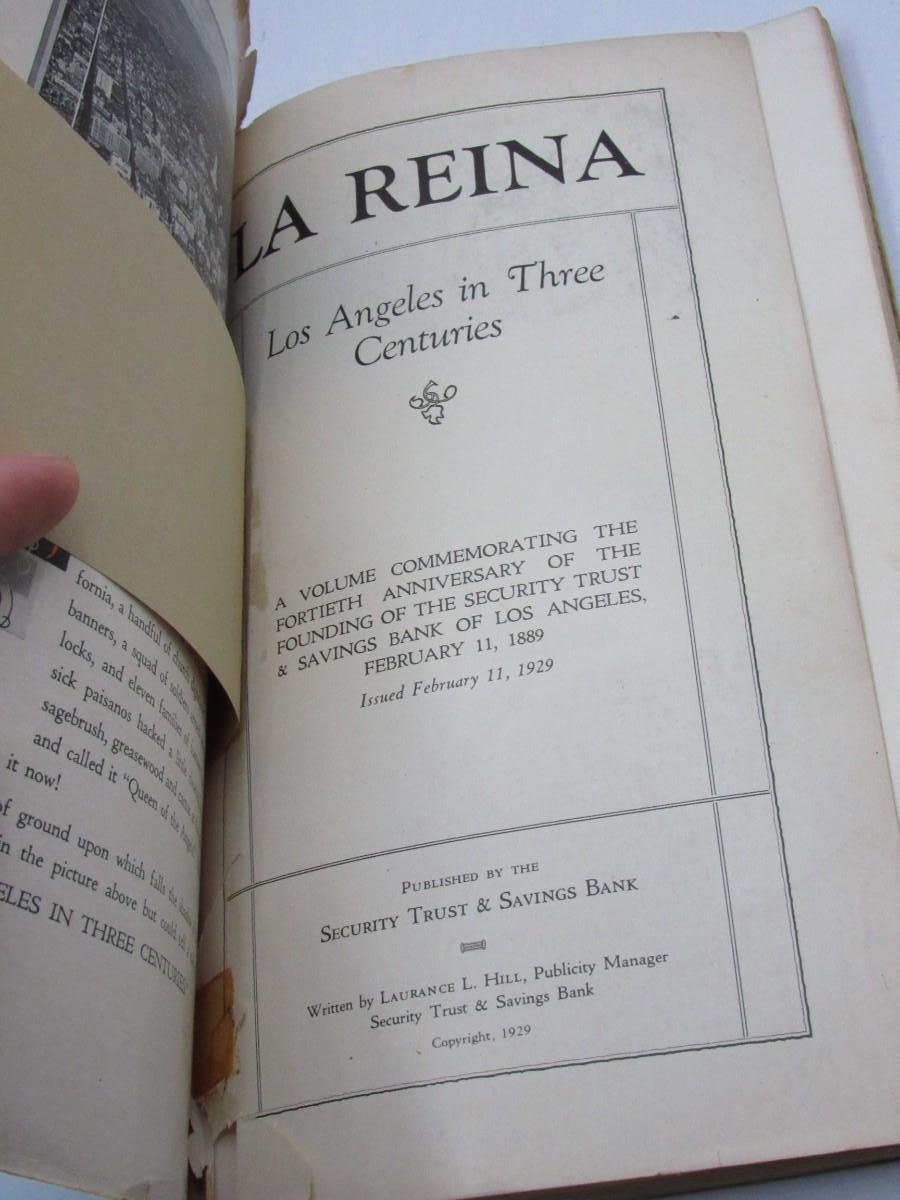 fornia, a handful of church
banners, a squad of soldiers
locks, and eleven families of
sick paisanos hacked a little
sagebrush, greasewood and
and called it "Queen of the Angels"
it now!
of ground upon which falls the
in the picture above but could tell a
ELES IN THREE CENTURIES"
LA REINA
Los Angeles in Three
Centuries
A VOLUME COMMEMORATING THE
FORTIETH ANNIVERSARY OF THE
FOUNDING OF THE SECURITY TRUST
& SAVINGS BANK OF LOS ANGELES,
FEBRUARY 11, 1889
Issued February 11, 1929
PUBLISHED BY THE
SECURITY TRUST & SAVINGS BANK
Written by LAURANCE L. HILL, Publicity Manager
Security Trust & Savings Bank
Copyright, 1929